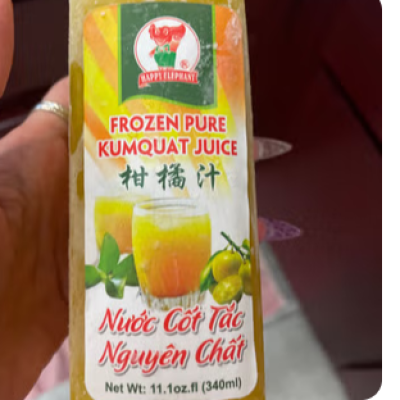 HAPPY ELEPHANT
®
FROZEN PURE
KUMQUAT JUICE
柑橘汁
Nước Cốt Tắc
Nguyên Chất
Net Wt: 11.1oz.fl (340ml)